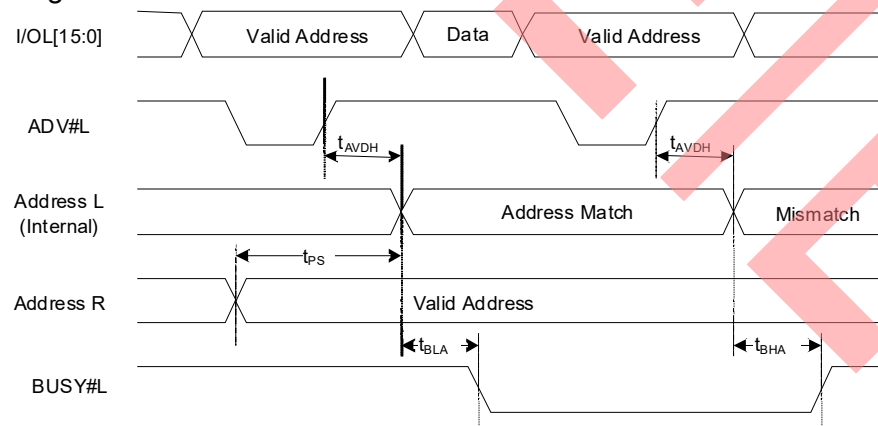 I/OL[15:0]
Valid Address
Data
Valid Address
ADV#L
tAVDH
tAVDH
Address L
(Internal)
Address Match
Mismatch
tPS
Address R
Valid Address
tBLA
tBHA
BUSY#L